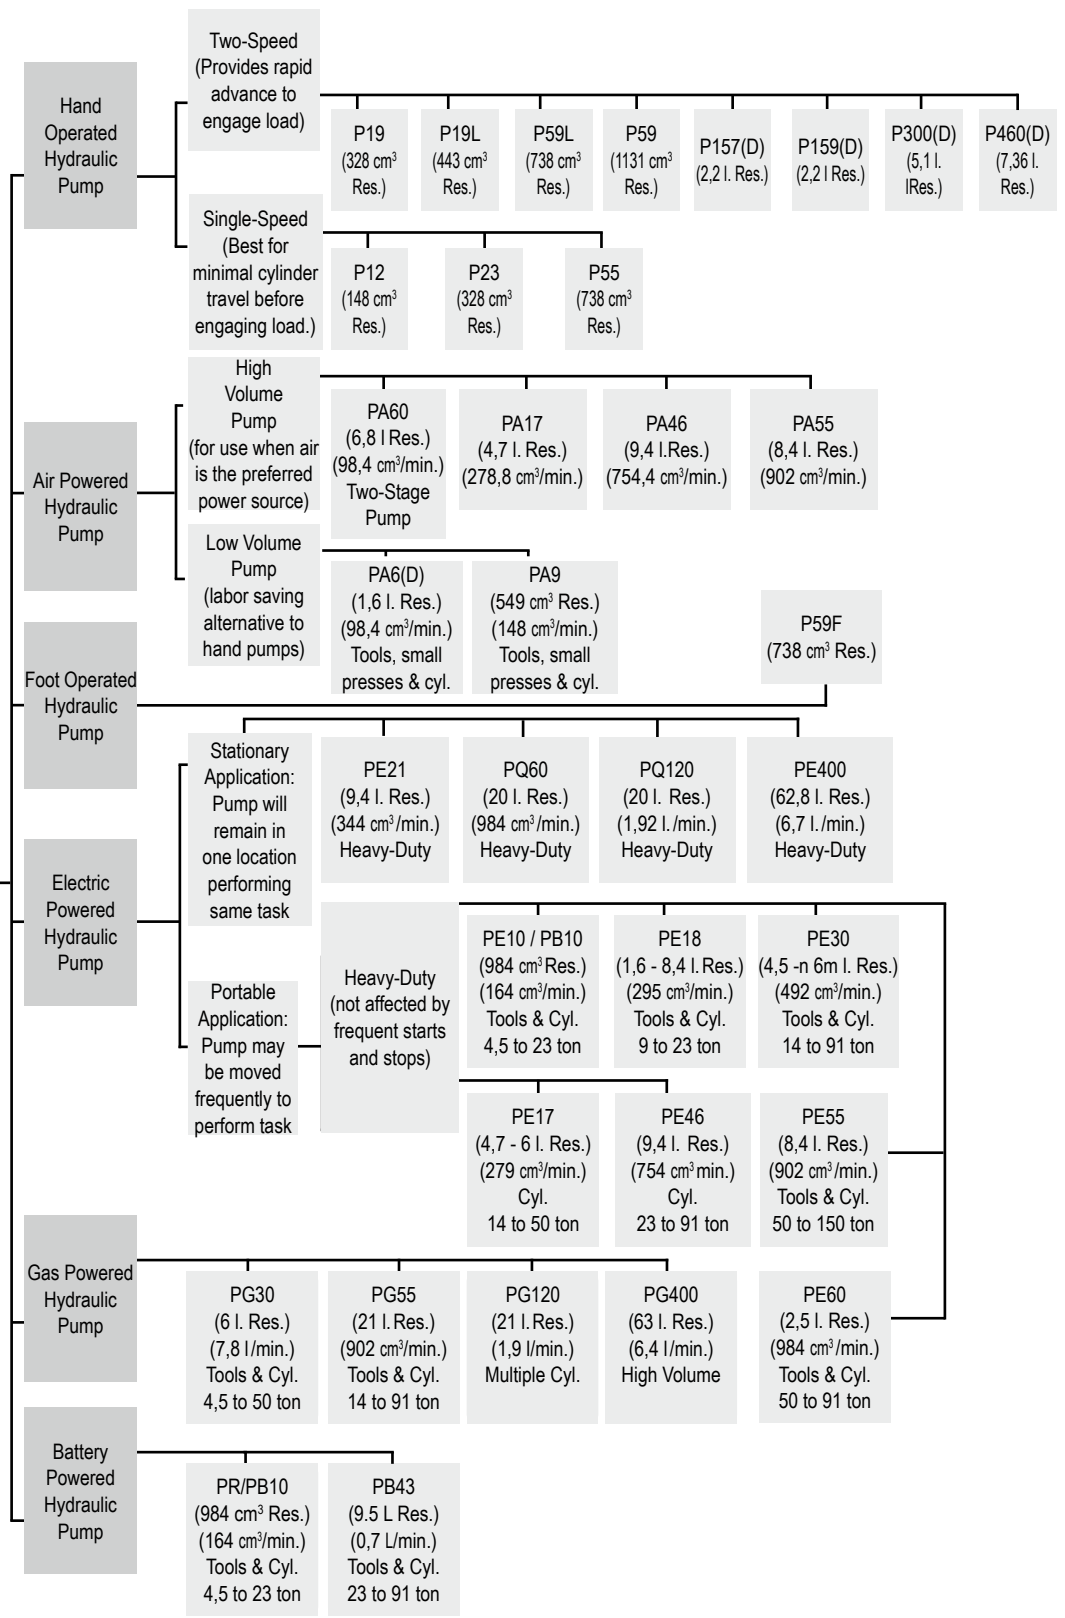 Hand
Operated
Hydraulic
Pump
Two-Speed
(Provides rapid
advance to
engage load)
P19
(328 cm³
Res.)
P19L
(443 cm³
Res.)
P59L
(738 cm³
Res.)
P59
(1131 cm³
Res.)
P157(D)
(2,2 l. Res.)
P159(D)
(2,2 l Res.)
P300(D)
(5,1 l.
lRes.)
P460(D)
(7,36 l.
Res.)
Single-Speed
(Best for
minimal cylinder
travel before
engaging load.)
P12
(148 cm³
Res.)
P23
(328 cm³
Res.)
P55
(738 cm³
Res.)
Air Powered
Hydraulic
Pump
High
Volume
Pump
(for use when air
is the preferred
power source)
PA60
(6,8 l Res.)
(98,4 cm³/min.)
Two-Stage
Pump
PA17
(4,7 l. Res.)
(278,8 cm³/min.)
PA46
(9,4 l.Res.)
(754,4 cm³/min.)
PA55
(8,4 l. Res.)
(902 cm³/min.)
Low Volume
Pump
(labor saving
alternative to
hand pumps)
PA6(D)
(1,6 l. Res.)
(98,4 cm³/min.)
Tools, small
presses & cyl.
PA9
(549 cm³ Res.)
(148 cm³/min.)
Tools, small
presses & cyl.
Foot Operated
Hydraulic
Pump
P59F
(738 cm³ Res.)
Electric
Powered
Hydraulic
Pump
Stationary
Application:
Pump will
remain in
one location
performing
same task
PE21
(9,4 l. Res.)
(344 cm³/min.)
Heavy-Duty
PQ60
(20 l. Res.)
(984 cm³/min.)
Heavy-Duty
PQ120
(20 l. Res.)
(1,92 l./min.)
Heavy-Duty
PE400
(62,8 l. Res.)
(6,7 l./min.)
Heavy-Duty
Portable
Application:
Pump may
be moved
frequently to
perform task
Heavy-Duty
(not affected by
frequent starts
and stops)
PE10 / PB10
(984 cm³ Res.)
(164 cm³/min.)
Tools & Cyl.
4,5 to 23 ton
PE18
(1,6 - 8,4 l. Res.)
(295 cm³/min.)
Tools & Cyl.
9 to 23 ton
PE30
(4,5 -n 6m l. Res.)
(492 cm³/min.)
Tools & Cyl.
14 to 91 ton
PE17
(4,7 - 6 l. Res.)
(279 cm³/min.)
Cyl.
14 to 50 ton
PE46
(9,4 l. Res.)
(754 cm³ min.)
Cyl.
23 to 91 ton
PE55
(8,4 l. Res.)
(902 cm³/min.)
Tools & Cyl.
50 to 150 ton
PE60
(2,5 l. Res.)
(984 cm³/min.)
Tools & Cyl.
50 to 91 ton
Gas Powered
Hydraulic
Pump
PG30
(6 l. Res.)
(7,8 l/min.)
Tools & Cyl.
4,5 to 50 ton
PG55
(21 l. Res.)
(902 cm³/min.)
Tools & Cyl.
14 to 91 ton
PG120
(21 l. Res.)
(1,9 l/min.)
Multiple Cyl.
PG400
(63 l. Res.)
(6,4 l/min.)
High Volume
Battery
Powered
Hydraulic
Pump
PR/PB10
(984 cm³ Res.)
(164 cm³/min.)
Tools & Cyl.
4,5 to 23 ton
PB43
(9.5 L Res.)
(0,7 L/min.)
Tools & Cyl.
23 to 91 ton